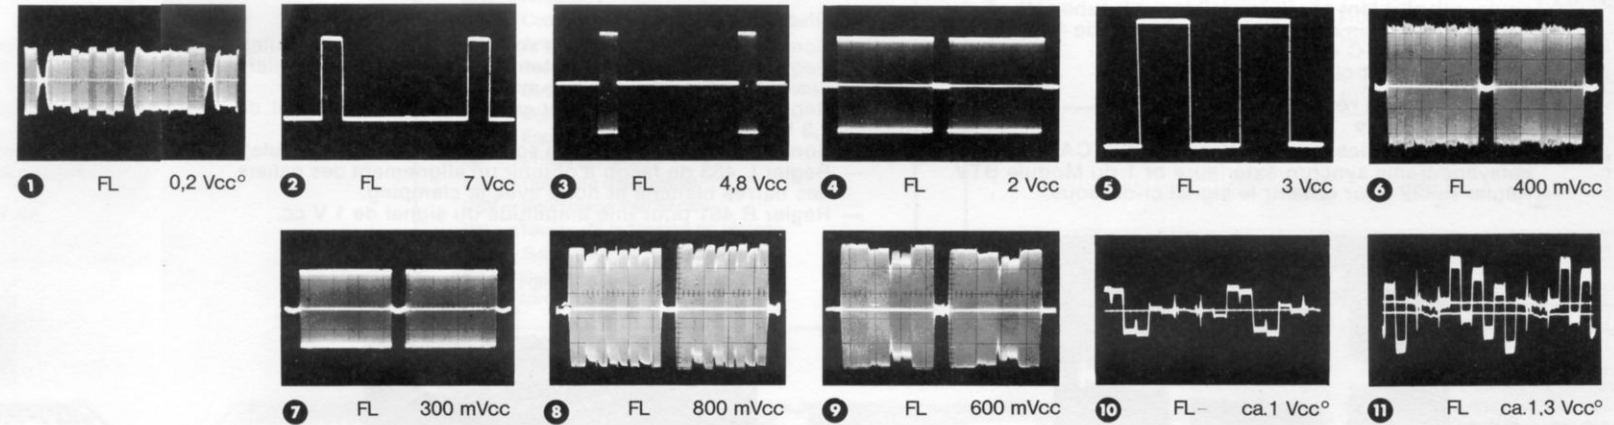 1 FL 0,2 Vcc°
2 FL 7 Vcc
3 FL 4,8 Vcc
4 FL 2 Vcc
5 FL 3 Vcc
6 FL 400 mVcc
7 FL 300 mVcc
8 FL 800 mVcc
9 FL 600 mVcc
10 FL– ca.1 Vcc°
11 FL ca.1,3 Vcc°